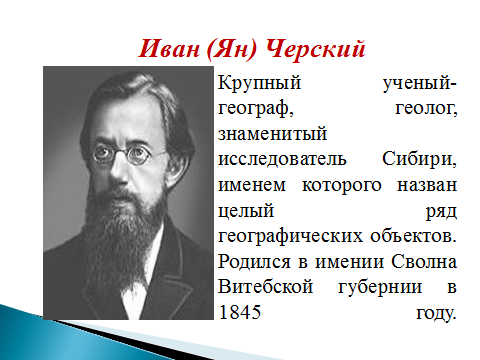 Иван (Ян) Черский
Крупный ученый-
географ, геолог,
знаменитый
исследователь Сибири,
именем которого назван
целый ряд
географических объектов.
Родился в имении Сволна
Витебской губернии в
1845 году.